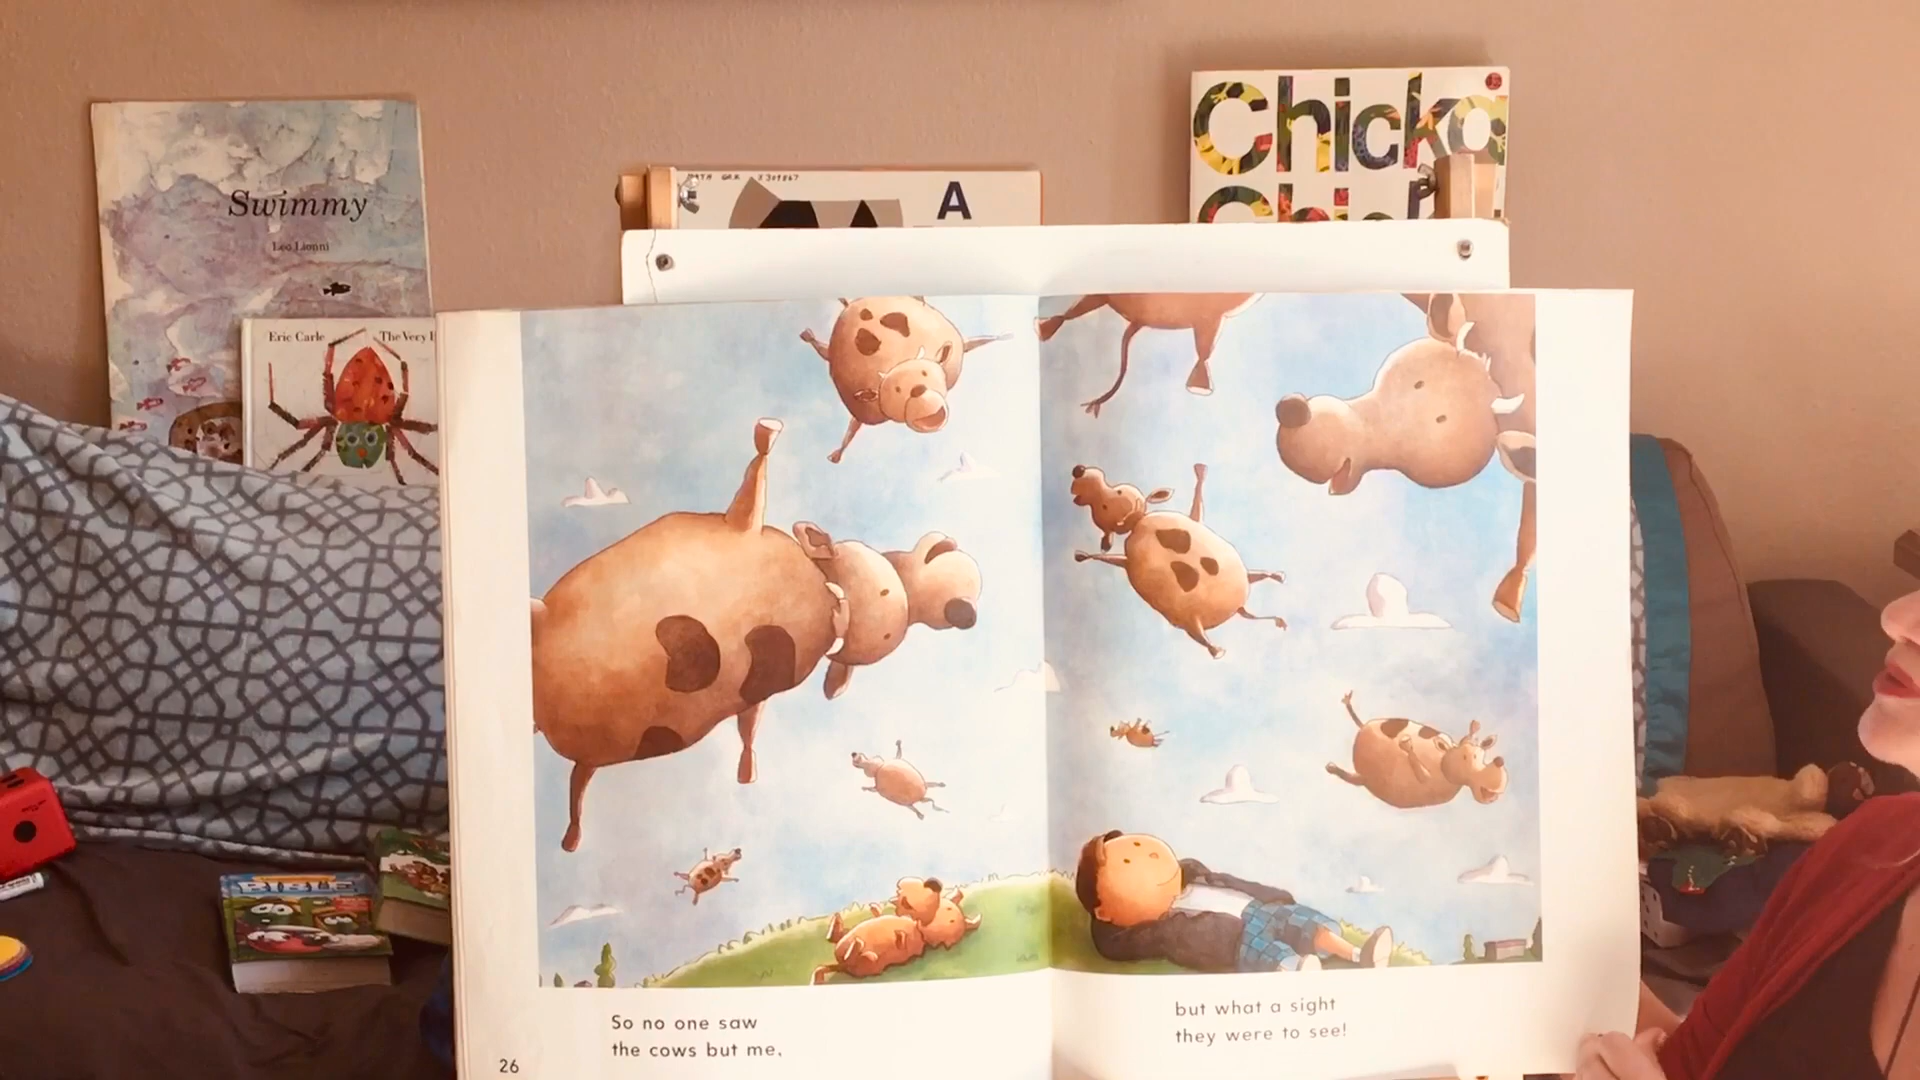 Swimmy
Leo Lionni
Eric Carle
The Very
A
Chicka
BIBLE
So no one saw
the cows but me,
26
but what a sight
they were to see!